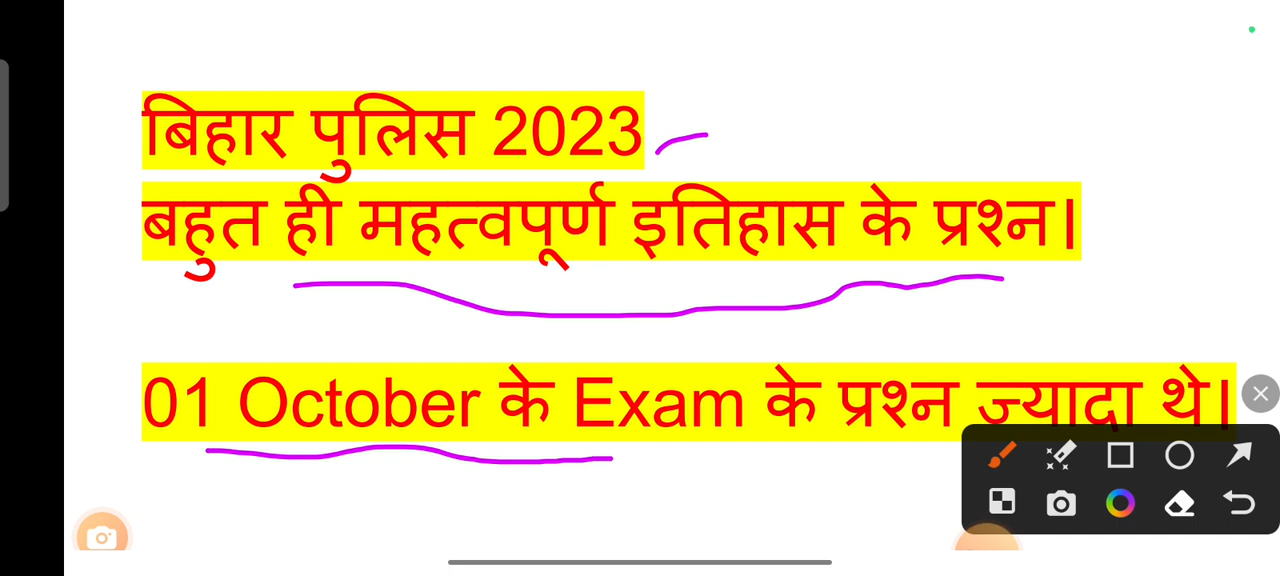 बिहार पुलिस 2023
बहुत ही महत्वपूर्ण इतिहास के प्रश्न।
01 October के Exam के प्रश्न ज्यादा थे।